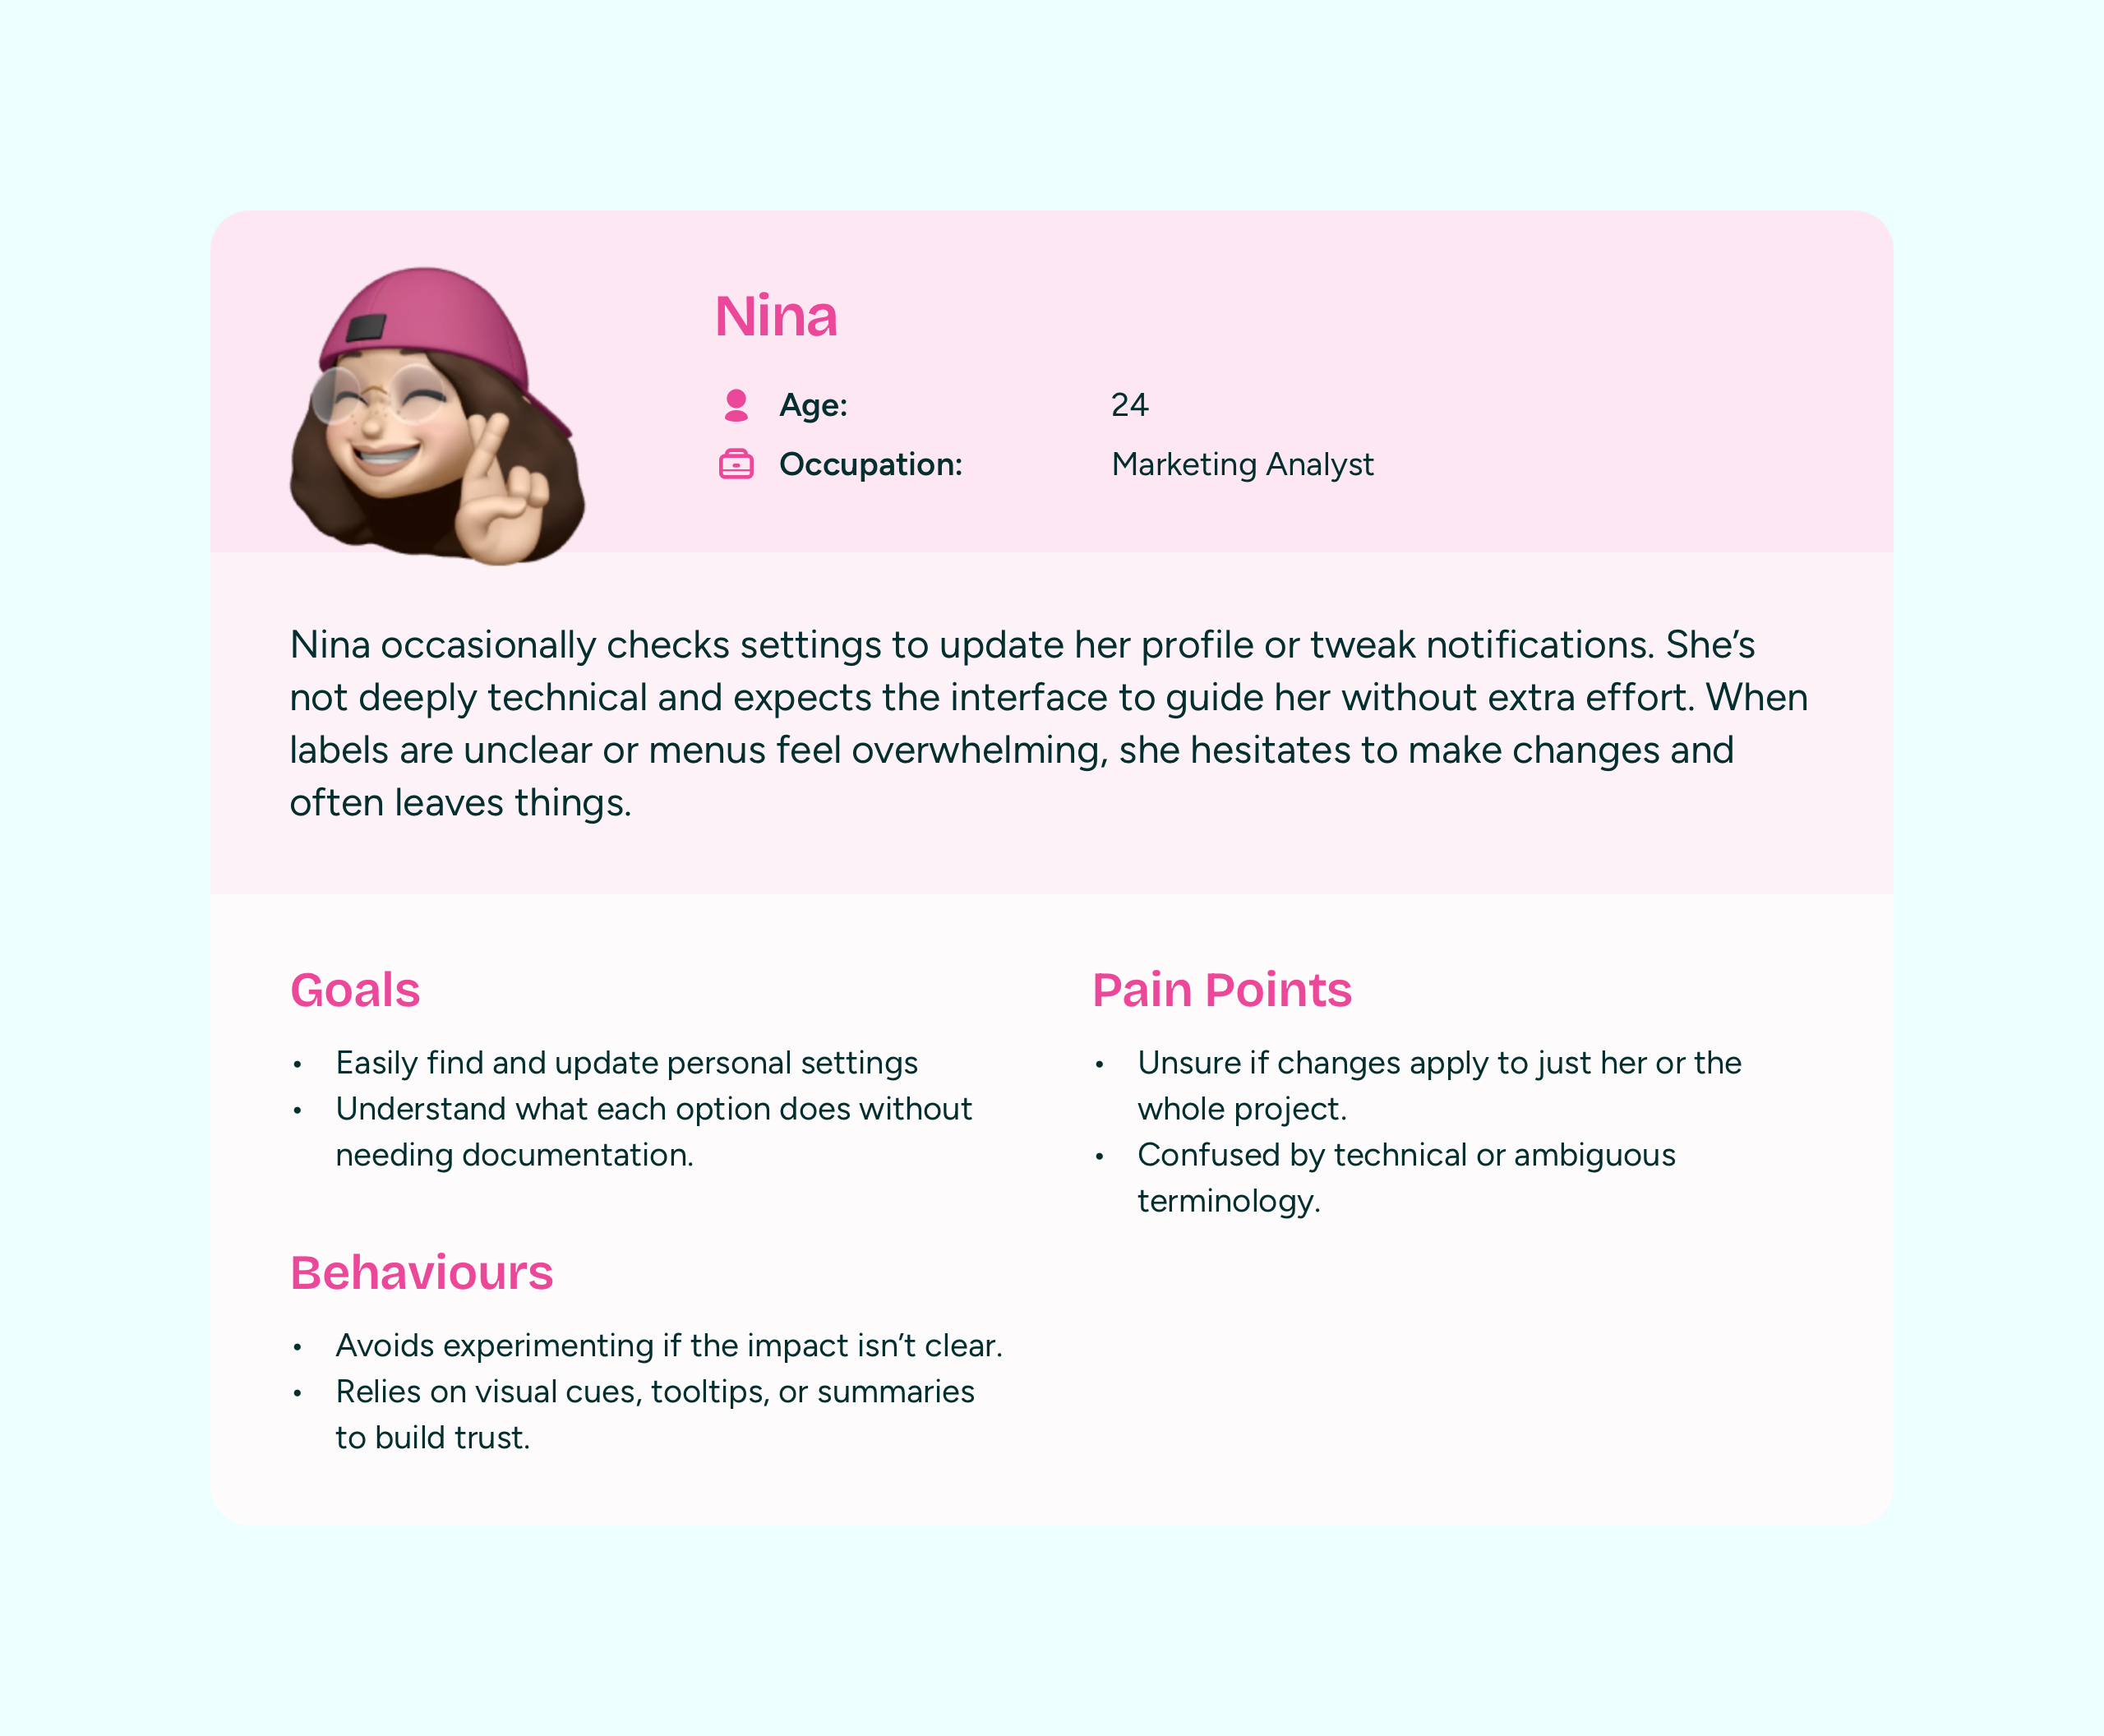 Nina
Age: 24
Occupation: Marketing Analyst
Nina occasionally checks settings to update her profile or tweak notifications. She’s
not deeply technical and expects the interface to guide her without extra effort. When
labels are unclear or menus feel overwhelming, she hesitates to make changes and
often leaves things.
Goals
• Easily find and update personal settings
• Understand what each option does without
needing documentation.
Pain Points
• Unsure if changes apply to just her or the
whole project.
• Confused by technical or ambiguous
terminology.
Behaviours
• Avoids experimenting if the impact isn’t clear.
• Relies on visual cues, tooltips, or summaries
to build trust.